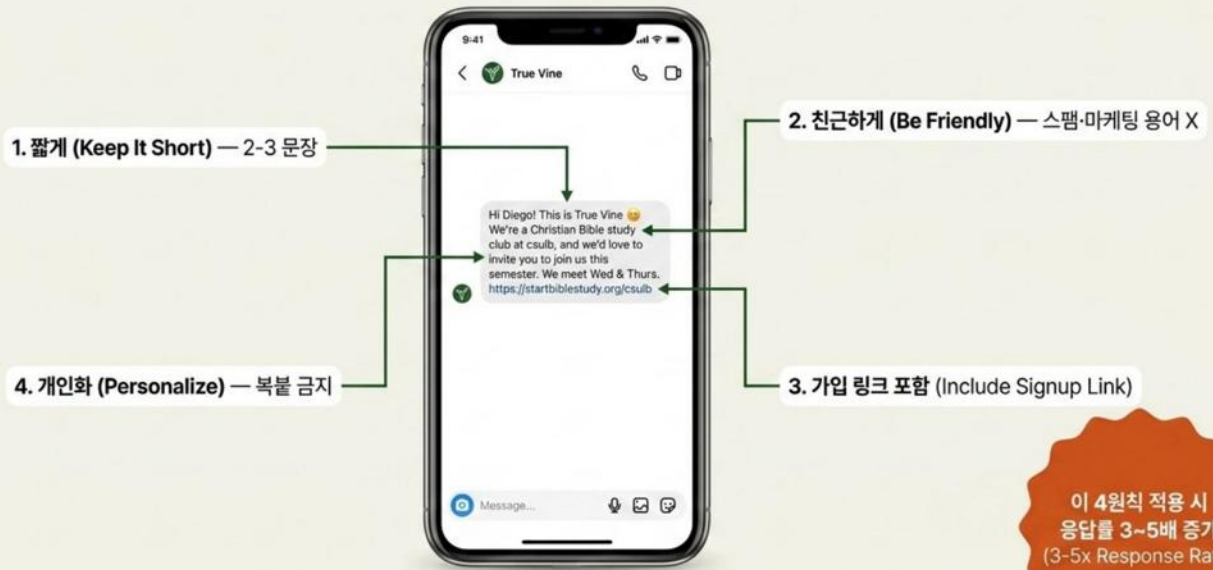 9:41
True Vine
1. 짧게 (Keep It Short) — 2-3 문장
2. 친근하게 (Be Friendly) — 스팸·마케팅 용어 X
Hi Diego! This is True Vine 😊
We're a Christian Bible study
club at csulb, and we'd love to
invite you to join us this
semester. We meet Wed & Thurs.
https://startbiblestudy.org/csulb
4. 개인화 (Personalize) — 복붙 금지
3. 가입 링크 포함 (Include Signup Link)
Message...
이 4원칙 적용 시
응답률 3~5배 증가
(3-5x Response